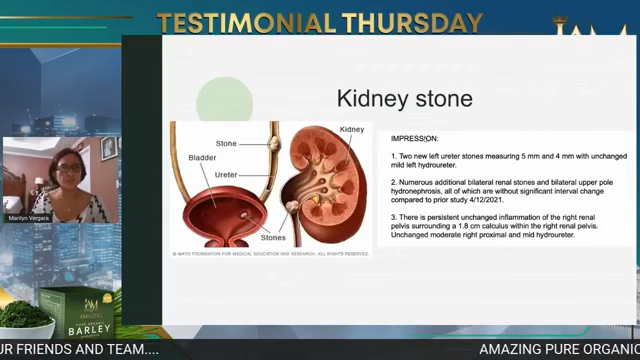 TESTIMONIAL THURSDAY
IAM
Kidney stone
Stone
Kidney
Bladder
Ureter
Stones
© MAYO FOUNDATION FOR MEDICAL EDUCATION AND RESEARCH. ALL RIGHTS RESERVED.
IMPRESSION:
1. Two new left ureter stones measuring 5 mm and 4 mm with unchanged
mild left hydroureter.
2. Numerous additional bilateral renal stones and bilateral upper pole
hydronephrosis, all of which are without significant interval change
compared to prior study 4/12/2021.
3. There is persistent unchanged inflammation of the right renal
pelvis surrounding a 1.8 cm calculus within the right renal pelvis.
Unchanged moderate right proximal and mid hydroureter.
Marilyn Vergara
IAM
AMAZING
PURE ORGANIC
BARLEY
UR FRIENDS AND TEAM....
AMAZING PURE ORGANIC